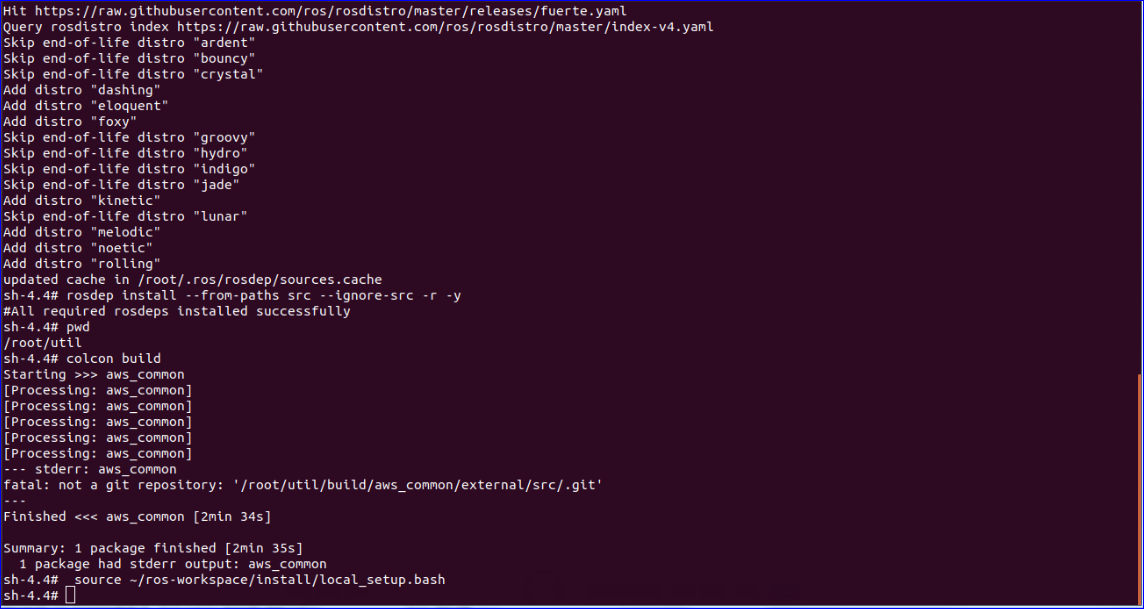 Hit https://raw.githubusercontent.com/ros/rosdistro/master/releases/fuerte.yaml
Query rosdistro index https://raw.githubusercontent.com/ros/rosdistro/master/index-v4.yaml
Skip end-of-life distro "ardent"
Skip end-of-life distro "bouncy"
Skip end-of-life distro "crystal"
Add distro "dashing"
Add distro "eloquent"
Add distro "foxy"
Skip end-of-life distro "groovy"
Skip end-of-life distro "hydro"
Skip end-of-life distro "indigo"
Skip end-of-life distro "jade"
Add distro "kinetic"
Skip end-of-life distro "lunar"
Add distro "melodic"
Add distro "noetic"
Add distro "rolling"
updated cache in /root/.ros/rosdep/sources.cache
sh-4.4# rosdep install --from-paths src --ignore-src -r -y
#All required rosdeps installed successfully
sh-4.4# pwd
/root/util
sh-4.4# colcon build
Starting >>> aws_common
[Processing: aws_common]
[Processing: aws_common]
[Processing: aws_common]
[Processing: aws_common]
[Processing: aws_common]
--- stderr: aws_common
fatal: not a git repository: '/root/util/build/aws_common/external/src/.git'
---
Finished <<< aws_common [2min 34s]

Summary: 1 package finished [2min 35s]
  1 package had stderr output: aws_common
sh-4.4#  source ~/ros-workspace/install/local_setup.bash
sh-4.4#